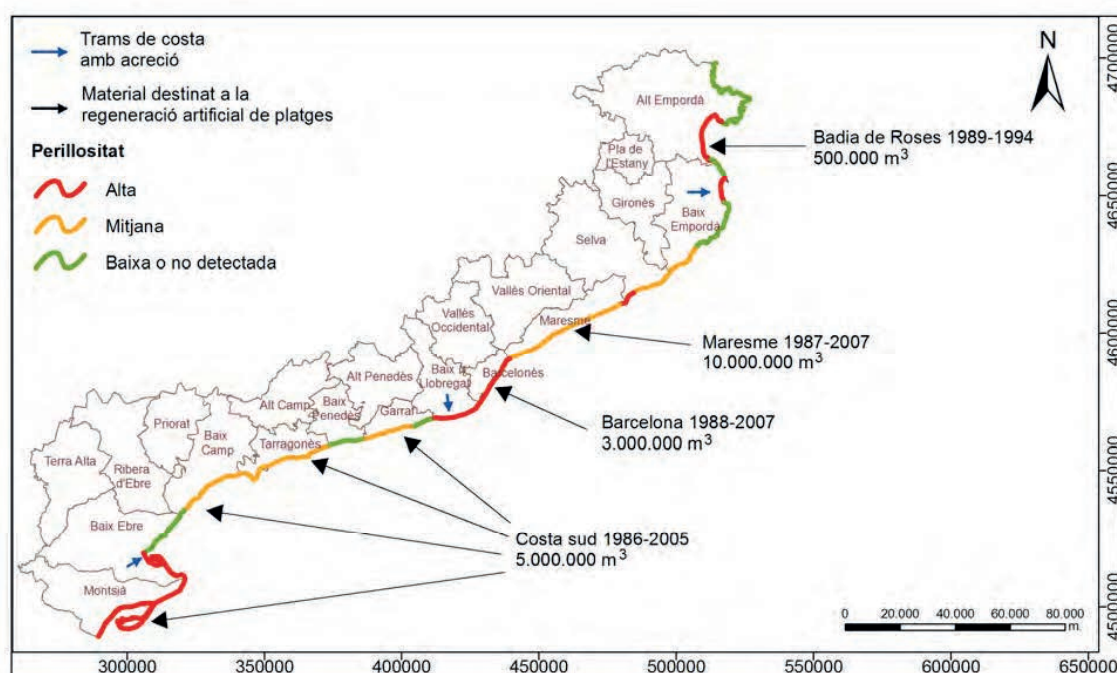 Trams de costa
amb acreció
Material destinat a la
regeneració artificial de platges
Perillositat
Alta
Mitjana
Baixa o no detectada
N
Alt Empordà
Pla de
l'Estany
Gironès
Baix
Empordà
Selva
Vallès Oriental
Vallès
Occidental
Maresme
Barcelonès
Baix
Llobregat
Alt Penedès
Garraf
Baix
Penedès
Alt Camp
Tarragonès
Baix
Camp
Priorat
Ribera
d'Ebre
Terra Alta
Baix Ebre
Montsià
Badia de Roses 1989-1994
500.000 m³
Maresme 1987-2007
10.000.000 m³
Barcelona 1988-2007
3.000.000 m³
Costa sud 1986-2005
5.000.000 m³
0 20.000 40.000 60.000 80.000
m.
300000 350000 400000 450000 500000 550000 600000 650000
4700000
4650000
4600000
4550000
4500000